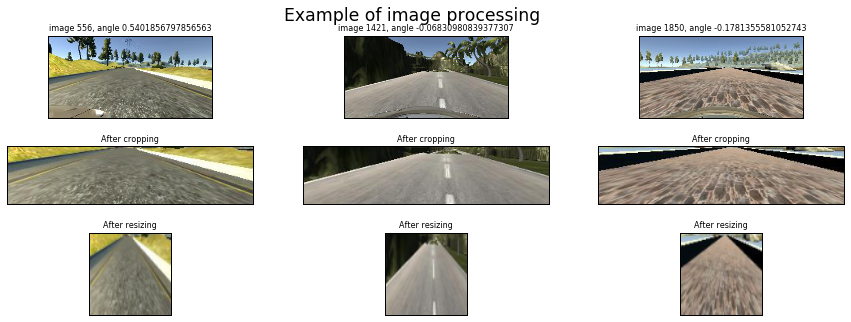 Example of image processing
image 556, angle 0.5401856797856563
image 1421, angle -0.06830980839377307
image 1850, angle -0.1781355581052743
After cropping
After cropping
After cropping
After resizing
After resizing
After resizing